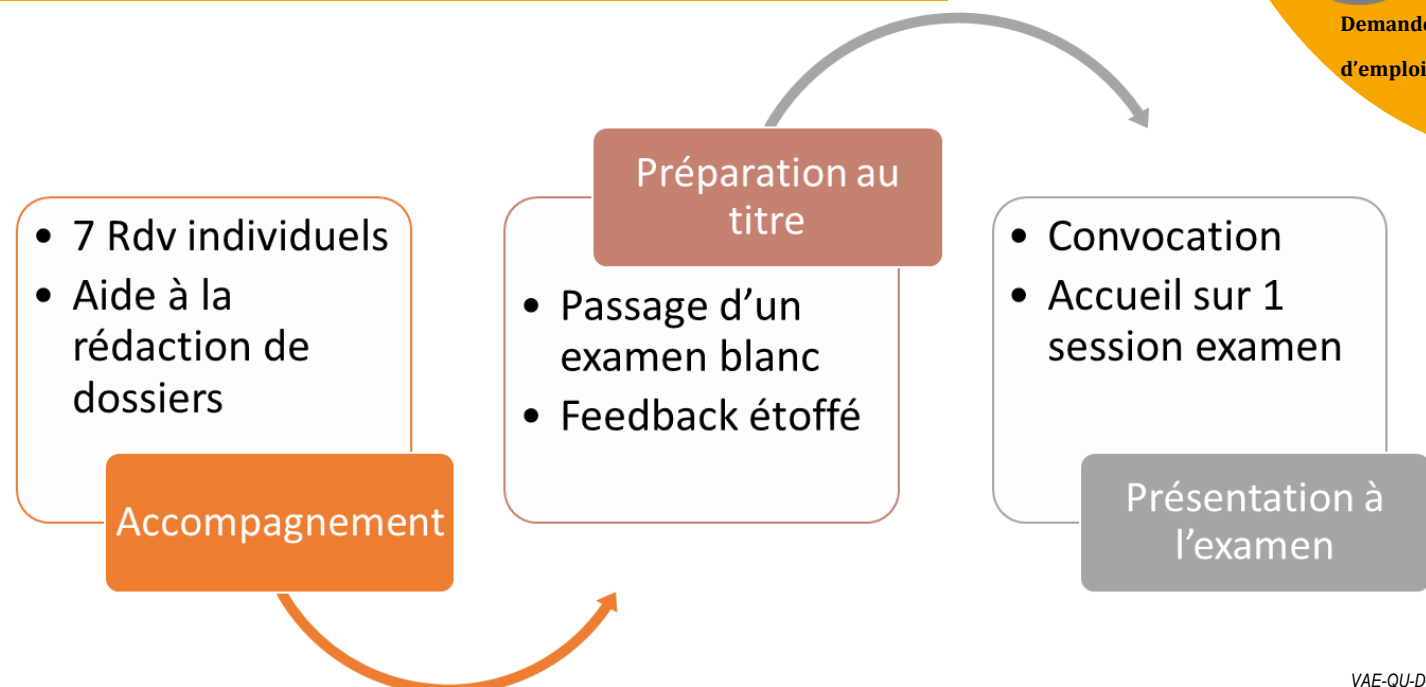 Demande
d'emploi
Préparation au
titre
• 7 Rdv individuels
• Aide à la
rédaction de
dossiers
Accompagnement
• Passage d'un
examen blanc
• Feedback étoffé
• Convocation
• Accueil sur 1
session examen
Présentation à
l'examen
VAE-QU-D